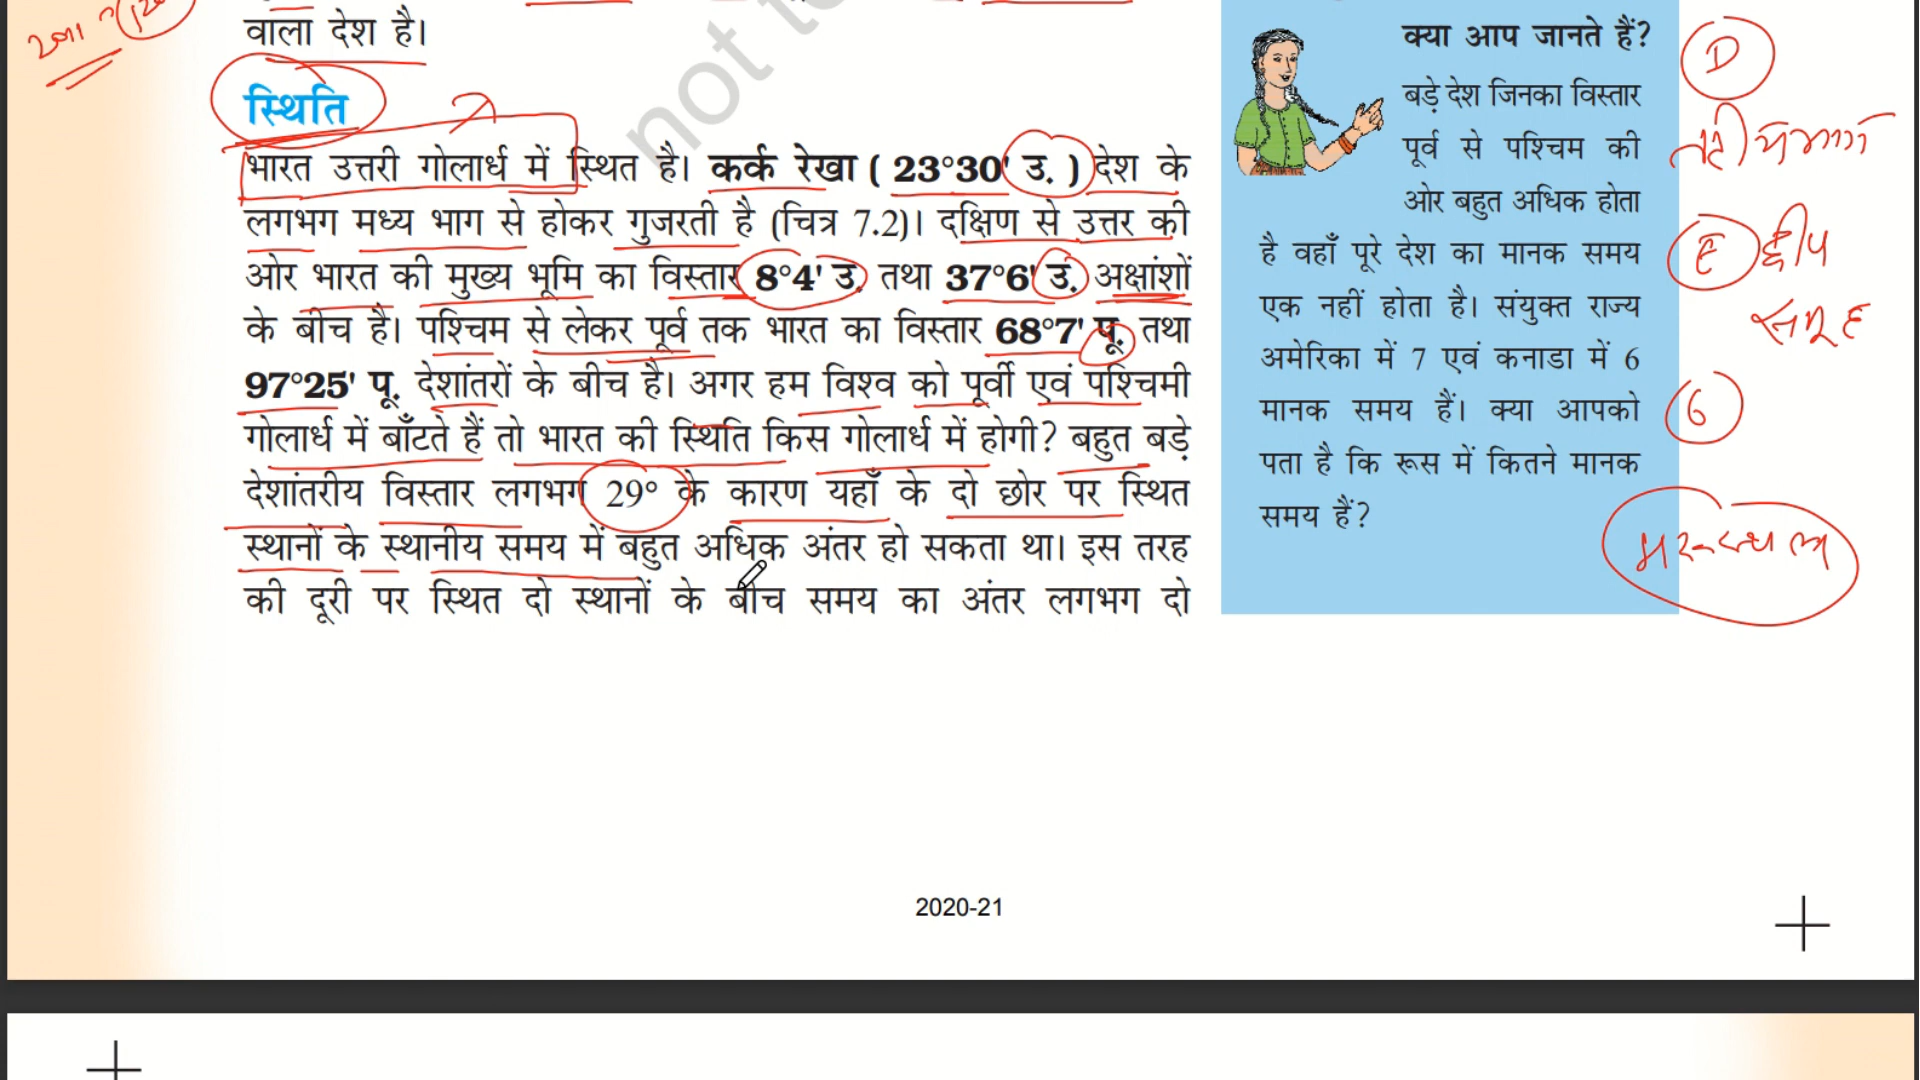 वाला देश है।
स्थिति
not to
भारत उत्तरी गोलार्ध में स्थित है। कर्क रेखा ( 23°30' उ. ) देश के
लगभग मध्य भाग से होकर गुजरती है (चित्र 7.2)। दक्षिण से उत्तर की
ओर भारत की मुख्य भूमि का विस्तार 8°4' उ. तथा 37°6' उ. अक्षांशों
के बीच है। पश्चिम से लेकर पूर्व तक भारत का विस्तार 68°7' पू. तथा
97°25' पू. देशांतरों के बीच है। अगर हम विश्व को पूर्वी एवं पश्चिमी
गोलार्ध में बाँटते हैं तो भारत की स्थिति किस गोलार्ध में होगी? बहुत बड़े
देशांतरीय विस्तार लगभग 29° के कारण यहाँ के दो छोर पर स्थित
स्थानों के स्थानीय समय में बहुत अधिक अंतर हो सकता था। इस तरह
की दूरी पर स्थित दो स्थानों के बीच समय का अंतर लगभग दो
क्या आप जानते हैं?
बड़े देश जिनका विस्तार
पूर्व से पश्चिम की
ओर बहुत अधिक होता
है वहाँ पूरे देश का मानक समय
एक नहीं होता है। संयुक्त राज्य
अमेरिका में 7 एवं कनाडा में 6
मानक समय हैं। क्या आपको
पता है कि रूस में कितने मानक
समय हैं?
D
E द्वीप
समूह
2020-21